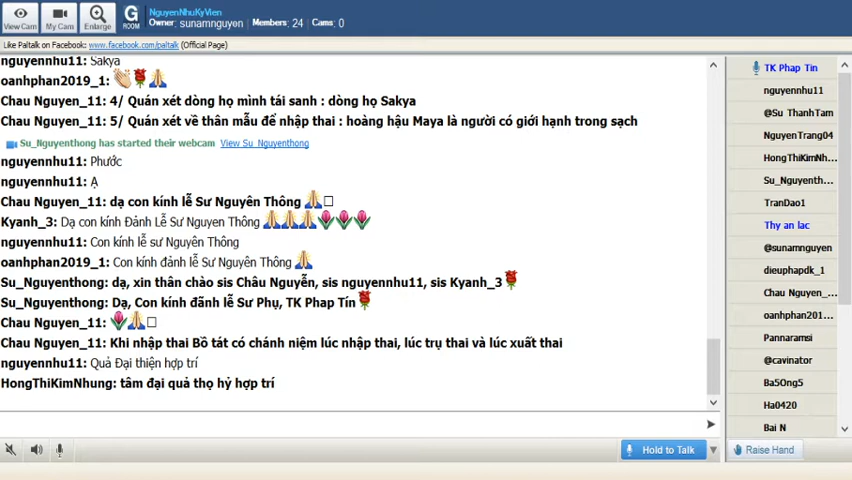 View Cam
My Cam
Enlarge
G
ROOM
NguyenNhuKyVien
Owner: sunamnguyen Members: 24 Cams: 0
Like Paltalk on Facebook: www.facebook.com/paltalk (Official Page)
nguyennhu11: Sakya
oanhphan2019_1:
Chau Nguyen_11: 4/ Quán xét dòng họ mình tái sanh : dòng họ Sakya
Chau Nguyen_11: 5/ Quán xét về thân mẫu để nhập thai : hoàng hậu Maya là người có giới hạnh trong sạch
Su_Nguyenthong has started their webcam View Su_Nguyenthong
nguyennhu11: Phước
nguyennhu11: Ạ
Chau Nguyen_11: dạ con kính lễ Sư Nguyên Thông
Kyanh_3: Dạ con kính Đảnh Lễ Sư Nguyen Thông
nguyennhu11: Con kính lễ sư Nguyên Thông
oanhphan2019_1: Con kính đảnh lễ Sư Nguyên Thông
Su_Nguyenthong: dạ, xin thân chào sis Châu Nguyễn, sis nguyennhu11, sis Kyanh_3
Su_Nguyenthong: Dạ, Con kính đãnh lễ Sư Phụ, TK Phap Tín
Chau Nguyen_11:
Chau Nguyen_11: Khi nhập thai Bồ tát có chánh niệm lúc nhập thai, lúc trụ thai và lúc xuất thai
nguyennhu11: Quả Đại thiện hợp trí
HongThiKimNhung: tâm đại quả thọ hỷ hợp trí
Hold to Talk
TK Phap Tin
nguyennhu11
@Su ThanhTam
NguyenTrang04
HongThiKimNh...
Su_Nguyenth...
TranDao1
Thy an lac
@sunamnguyen
dieuphapdk_1
Chau Nguyen_...
oanhphan201...
Pannaramsi
@cavinator
Ba5Ong5
Ha0420
Bai N
Raise Hand